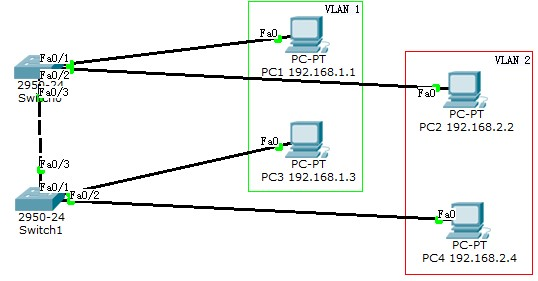 VLAN 1
Fa0/1
Fa0
PC-PT
PC1 192.168.1.1
VLAN 2
Fa0/2
2950-24
Fa0/3
Switch0
Fa0
PC-PT
PC2 192.168.2.2
Fa0
PC-PT
PC3 192.168.1.3
Fa0/3
Fa0/1
Fa0/2
2950-24
Switch1
Fa0
PC-PT
PC4 192.168.2.4